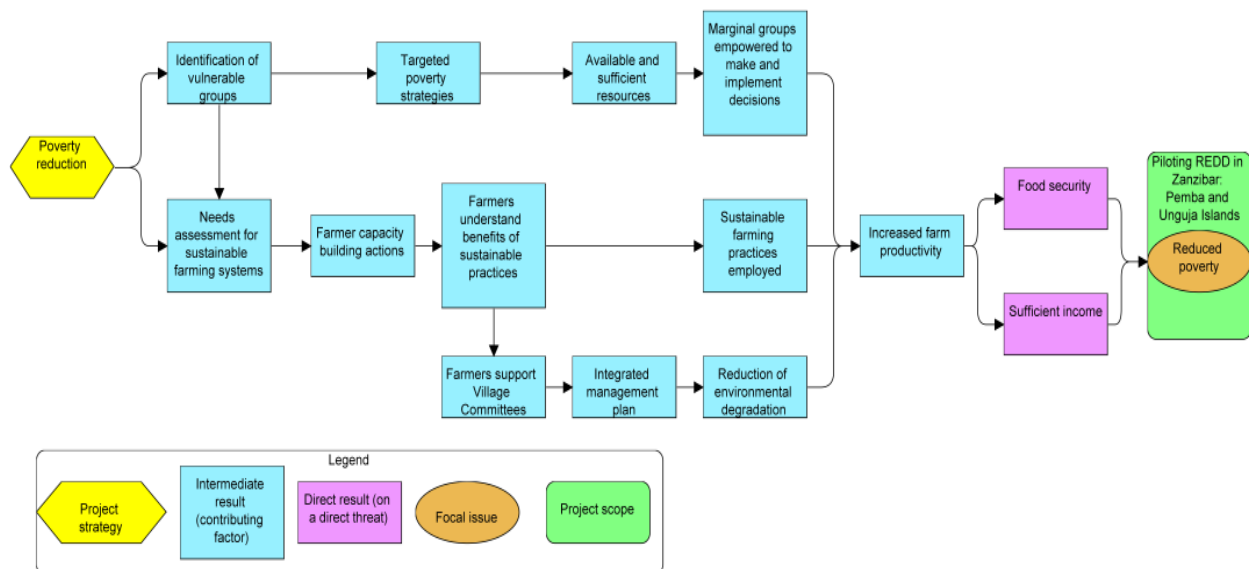 Identification of
vulnerable
groups
Targeted
poverty
strategies
Available and
sufficient
resources
Marginal groups
empowered to
make and
implement
decisions
Poverty
reduction
Needs
assessment for
sustainable
farming systems
Farmer capacity
building actions
Farmers
understand
benefits of
sustainable
practices
Sustainable
farming
practices
employed
Increased farm
productivity
Food security
Sufficient income
Piloting REDD in
Zanzibar:
Pemba and
Unguja Islands
Reduced
poverty
Farmers support
Village
Committees
Integrated
management
plan
Reduction of
environmental
degradation
Legend
Project
strategy
Intermediate
result
(contributing
factor)
Direct result (on
a direct threat)
Focal issue
Project scope